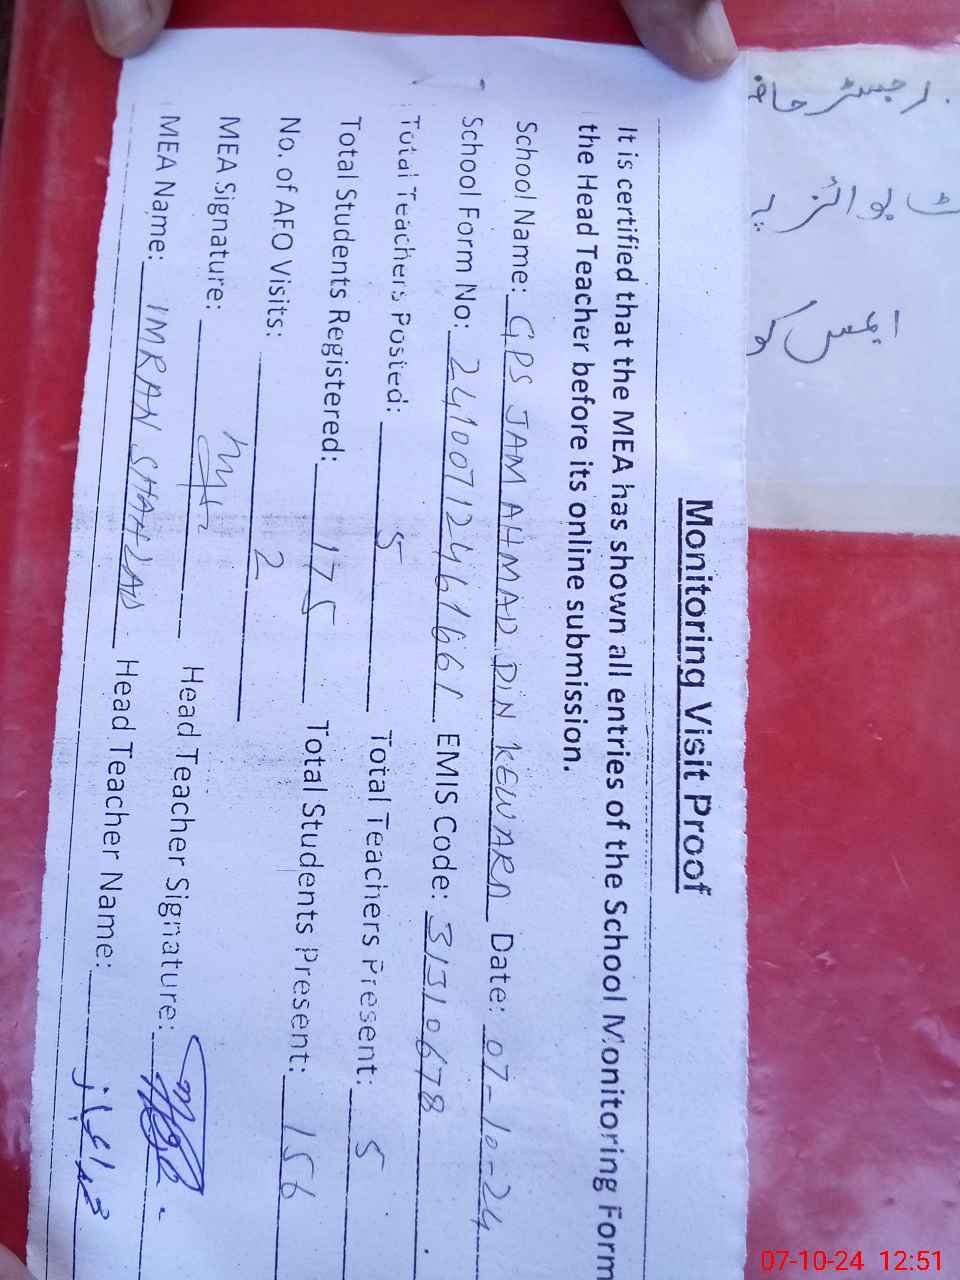 Monitoring Visit Proof
It is certified that the MEA has shown all entries of the School Monitoring Form
the Head Teacher before its online submission.
School Name: GPS JAM AHMAD DIN KEWARA Date: 07-10-24
School Form No: 24100712461661 EMIS Code: 31310678
Total Teachers Posted: 5 Total Teachers Present: 5
Total Students Registered: 175 Total Students Present: 156
No. of AEO Visits: 2
MEA Signature: Head Teacher Signature:
MEA Name: IMRAN SHAHZAD Head Teacher Name:
07-10-24 12:51